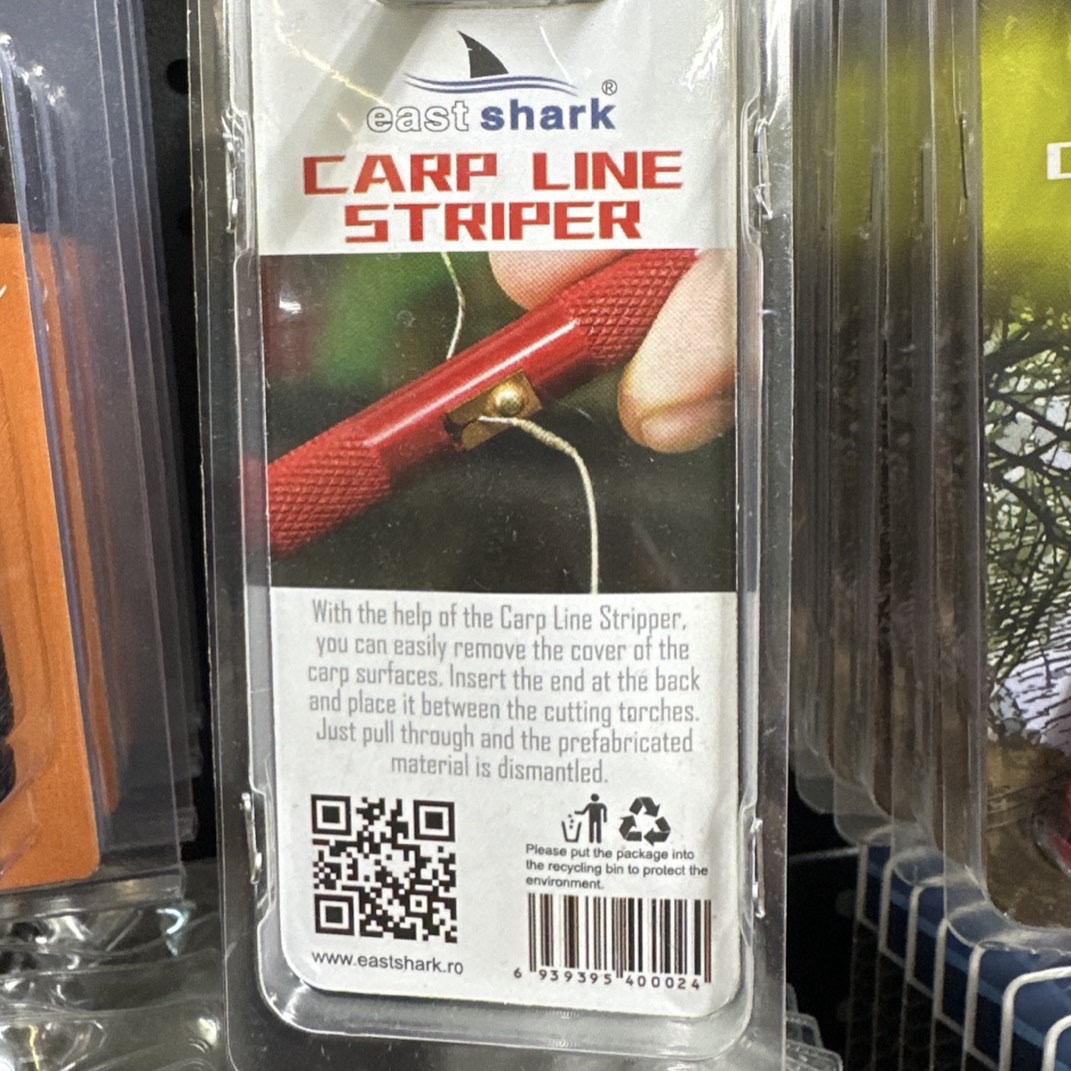 east shark®
CARP LINE
STRIPER
With the help of the Carp Line Stripper,
you can easily remove the cover of the
carp surfaces. Insert the end at the back
and place it between the cutting torches.
Just pull through and the prefabricated
material is dismantled.
Please put the package into
the recycling bin to protect the
environment.
www.eastshark.ro
6 939395 400024